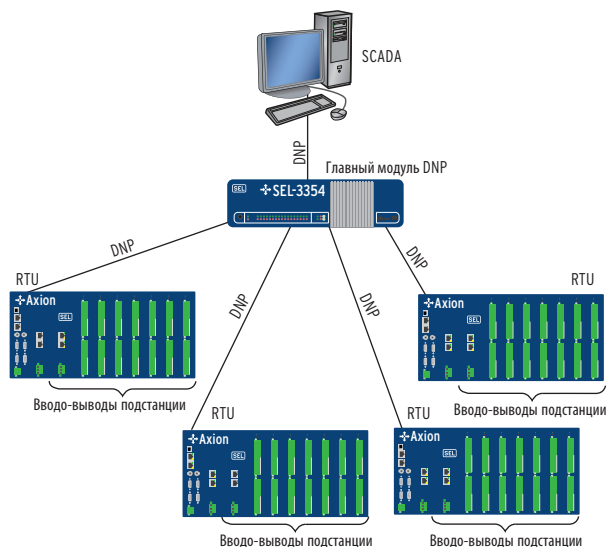 SCADA
DNP
Главный модуль DNP
SEL
SEL-3354
DNP
DNP
DNP
DNP
RTU
Axion
SEL
Вводо-выводы подстанции
RTU
Axion
SEL
Вводо-выводы подстанции
RTU
Axion
SEL
Вводо-выводы подстанции
RTU
Axion
SEL
Вводо-выводы подстанции